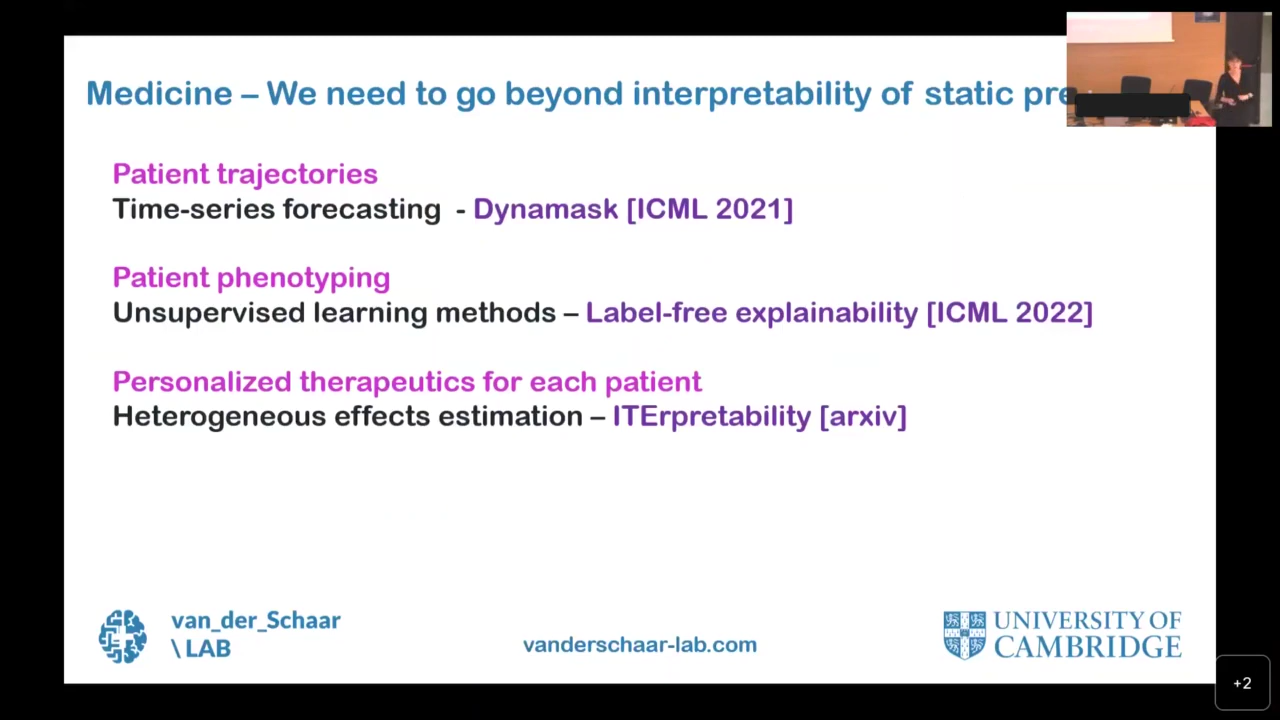 Medicine – We need to go beyond interpretability of static pre
Patient trajectories
Time-series forecasting - Dynamask [ICML 2021]
Patient phenotyping
Unsupervised learning methods – Label-free explainability [ICML 2022]
Personalized therapeutics for each patient
Heterogeneous effects estimation – ITErpretability [arxiv]
van_der_Schaar
\ LAB
vanderschaar-lab.com
UNIVERSITY OF
CAMBRIDGE
+2